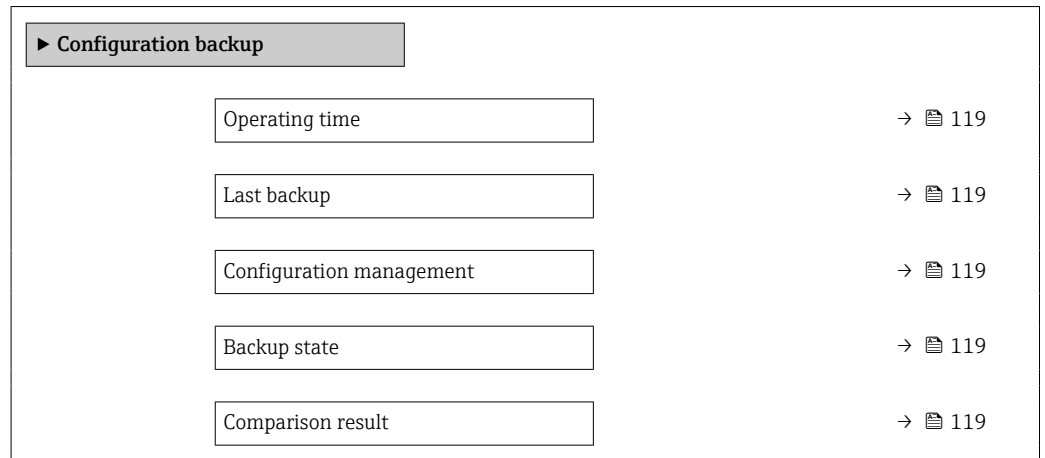 ► Configuration backup
Operating time → 119
Last backup → 119
Configuration management → 119
Backup state → 119
Comparison result → 119